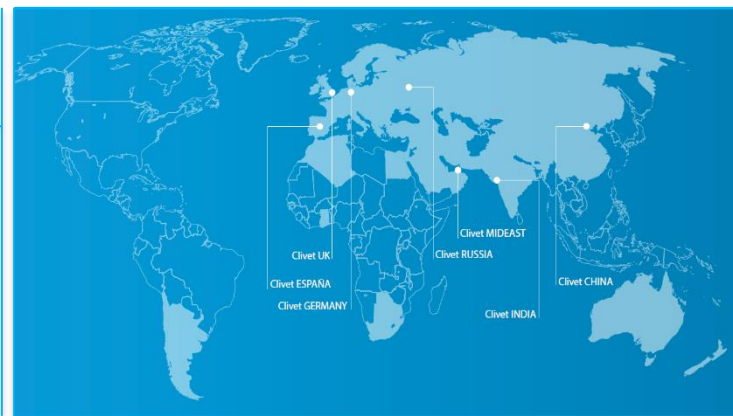 Clivet MIDEAST
Clivet UK
Clivet RUSSIA
Clivet ESPAÑA
Clivet CHINA
Clivet GERMANY
Clivet INDIA